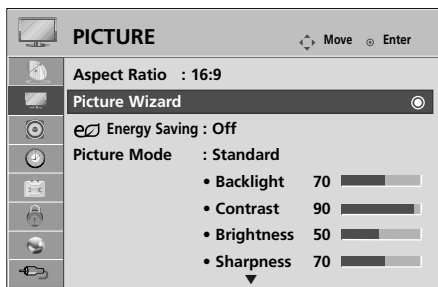 PICTURE
Move
Enter
Aspect Ratio : 16:9
Picture Wizard
Energy Saving : Off
Picture Mode : Standard
• Backlight 70
• Contrast 90
• Brightness 50
• Sharpness 70